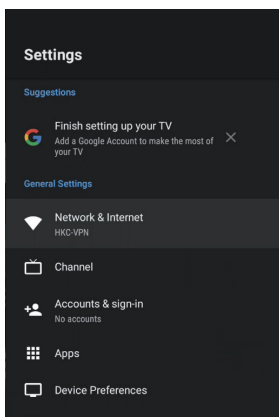 Settings
Suggestions
Finish setting up your TV
Add a Google Account to make the most of
your TV
General Settings
Network & Internet
HKC-VPN
Channel
Accounts & sign-in
No accounts
Apps
Device Preferences